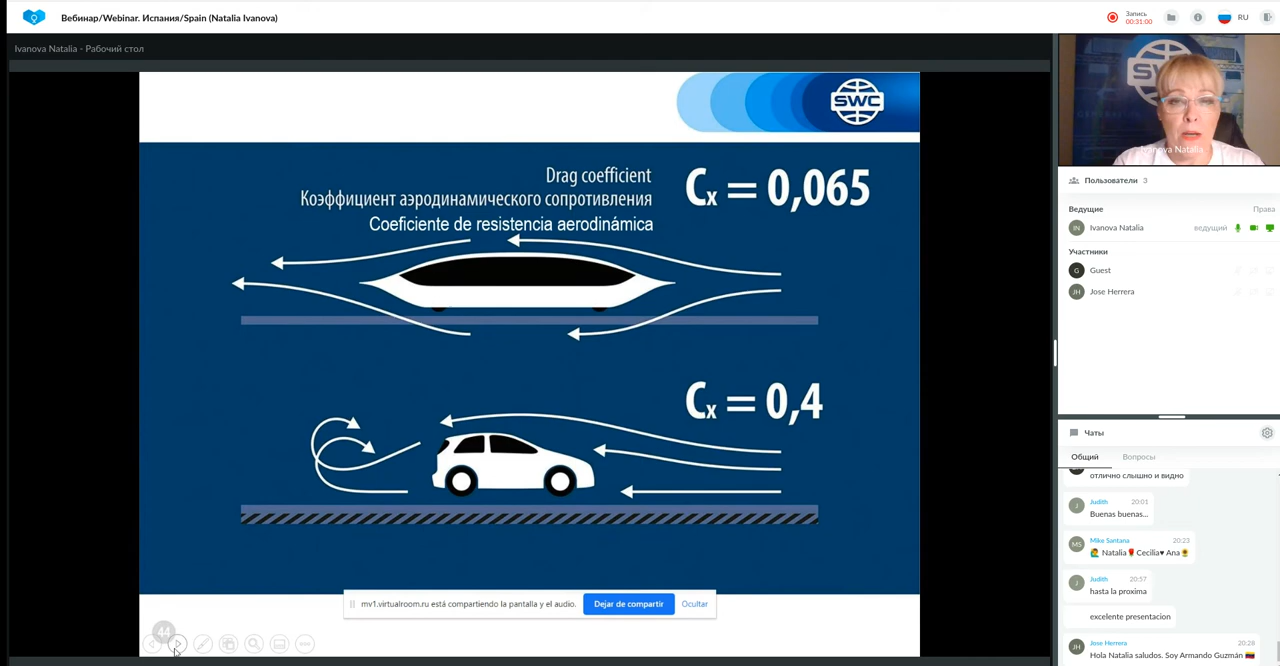 Вебинар/Webinar. Испания/Spain (Natalia Ivanova)
Запись
00:31:00
RU
Ivanova Natalia - Рабочий стол
SWC
Drag coefficient
Коэффициент аэродинамического сопротивления
Coeficiente de resistencia aerodinámica
Cx = 0,065
Cx = 0,4
mv1.virtualroom.ru está compartiendo la pantalla y el audio.
Dejar de compartir
Ocultar
44
Ivanova Natalia
Пользователи 3
Ведущие
Права
IN
Ivanova Natalia
ведущий
Участники
G
Guest
JH
Jose Herrera
Чаты
Общий
Вопросы
отлично слышно и видно
J
Judith 20:01
Buenas buenas...
MS
Mike Santana 20:23
🙋‍♂️ Natalia🌹Cecilia♥ Ana🌻
J
Judith 20:57
hasta la proxima
excelente presentacion
JH
Jose Herrera 20:28
Hola Natalia saludos. Soy Armando Guzmán 🇻🇪